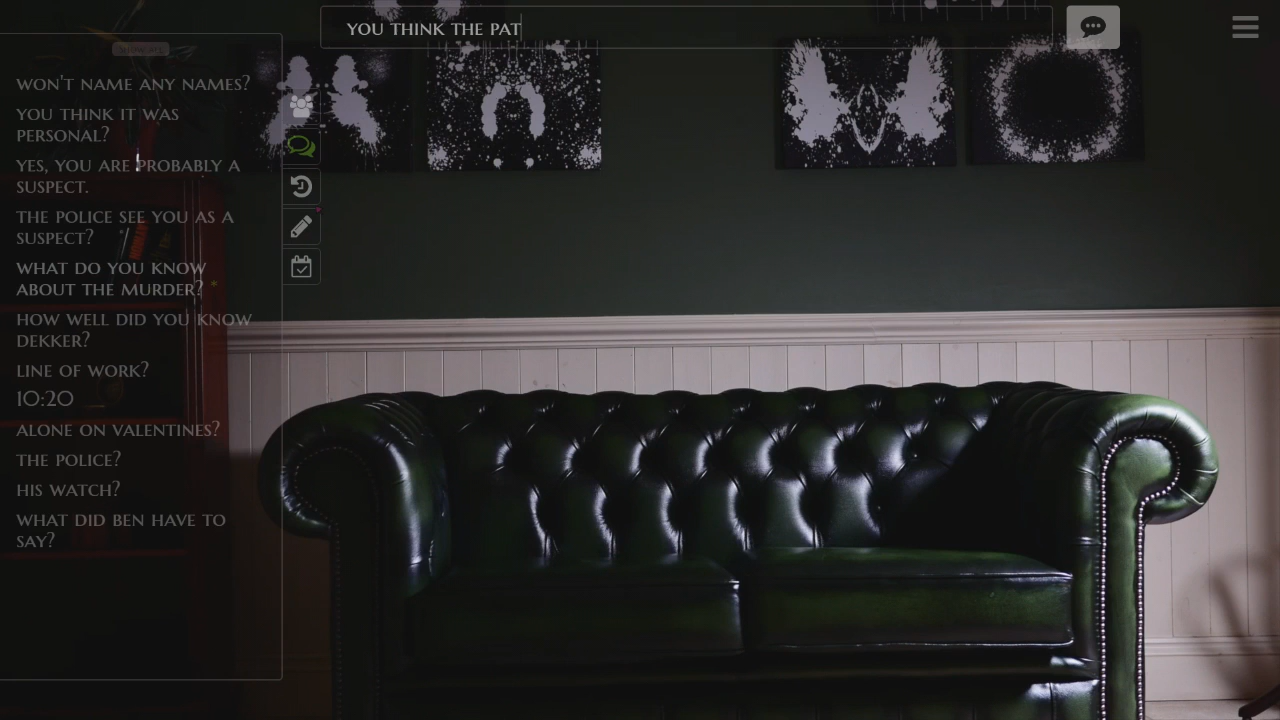 YOU THINK THE PAT
WON'T NAME ANY NAMES?
YOU THINK IT WAS
PERSONAL?
YES, YOU ARE PROBABLY A
SUSPECT.
THE POLICE SEE YOU AS A
SUSPECT?
WHAT DO YOU KNOW
ABOUT THE MURDER? *
HOW WELL DID YOU KNOW
DEKKER?
LINE OF WORK?
10:20
ALONE ON VALENTINES?
THE POLICE?
HIS WATCH?
WHAT DID BEN HAVE TO
SAY?